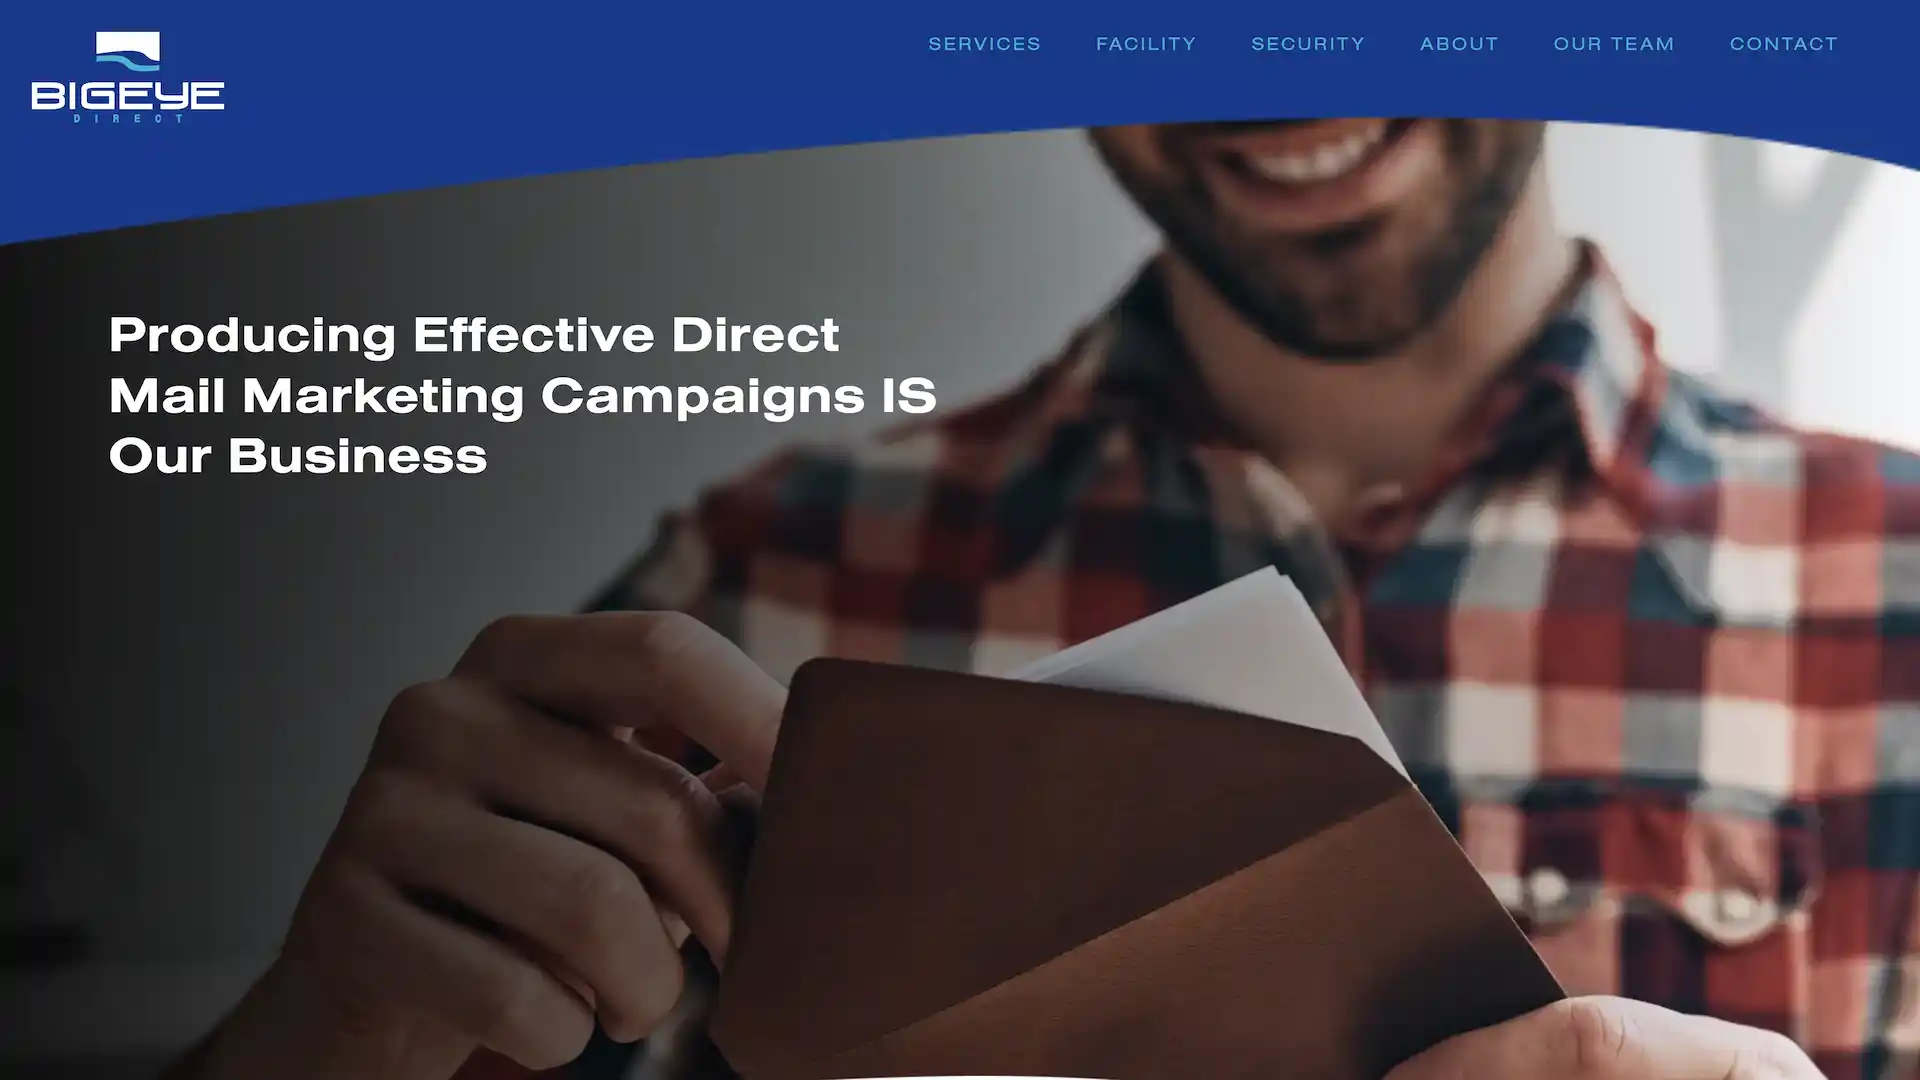 BIGEYE
DIRECT
SERVICES FACILITY SECURITY ABOUT OUR TEAM CONTACT
Producing Effective Direct
Mail Marketing Campaigns IS
Our Business